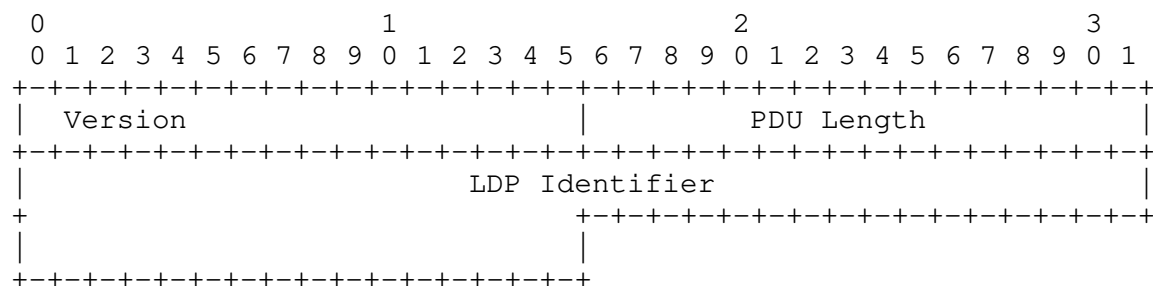 0                   1                   2                   3
 0 1 2 3 4 5 6 7 8 9 0 1 2 3 4 5 6 7 8 9 0 1 2 3 4 5 6 7 8 9 0 1
+-+-+-+-+-+-+-+-+-+-+-+-+-+-+-+-+-+-+-+-+-+-+-+-+-+-+-+-+-+-+-+-+
|  Version                      |         PDU Length            |
+-+-+-+-+-+-+-+-+-+-+-+-+-+-+-+-+-+-+-+-+-+-+-+-+-+-+-+-+-+-+-+-+
|                         LDP Identifier                        |
+                               +-+-+-+-+-+-+-+-+-+-+-+-+-+-+-+-+
|                               |
+-+-+-+-+-+-+-+-+-+-+-+-+-+-+-+-+